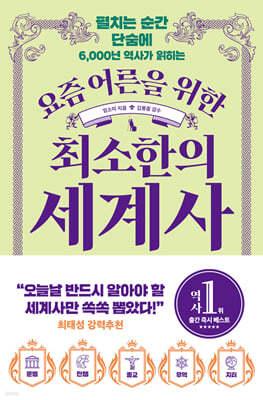 펼치는 순간
단숨에
6,000년 역사가 읽히는
요즘 어른을 위한
임소미 지음 김봉중 감수
최소한의
세계사
“오늘날 반드시 알아야 할
세계사만 쏙쏙 뽑았다!”
최태성 강력추천
역사 1위
출간 즉시 베스트
★★★★★
문명
전쟁
종교
무역
지리